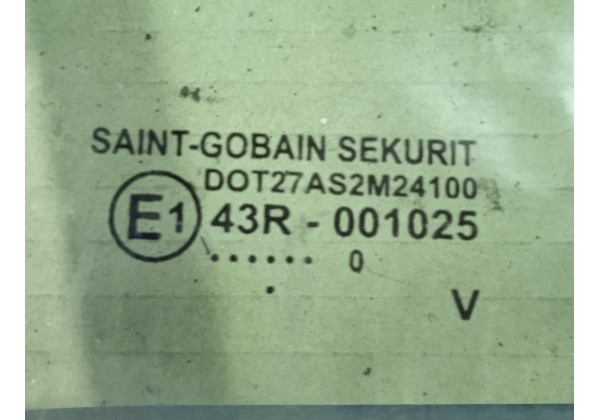 SAINT-GOBAIN SEKURIT
DOT27AS2M24100
E1 43R - 001025
...... 0
.
V